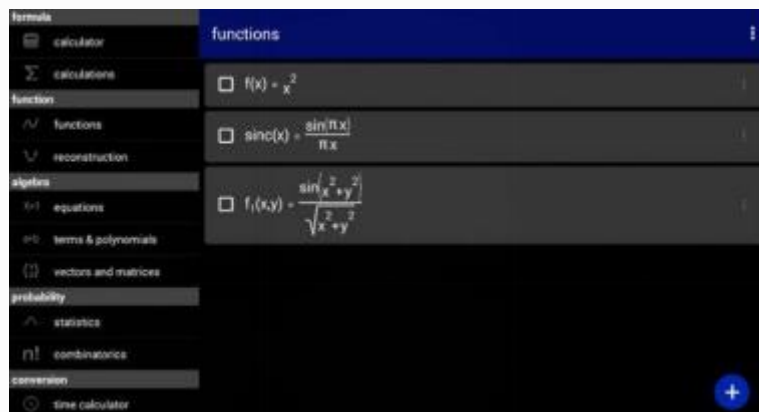 formula
calculator
calculations
function
functions
reconstruction
algebra
equations
terms & polynomials
vectors and matrices
probability
statistics
n! combinatorics
conversion
time calculator
functions
f(x) = x²
sinc(x) = sin(πx)/πx
f₁(x,y) = sin(x²+y²)/√x²+y²